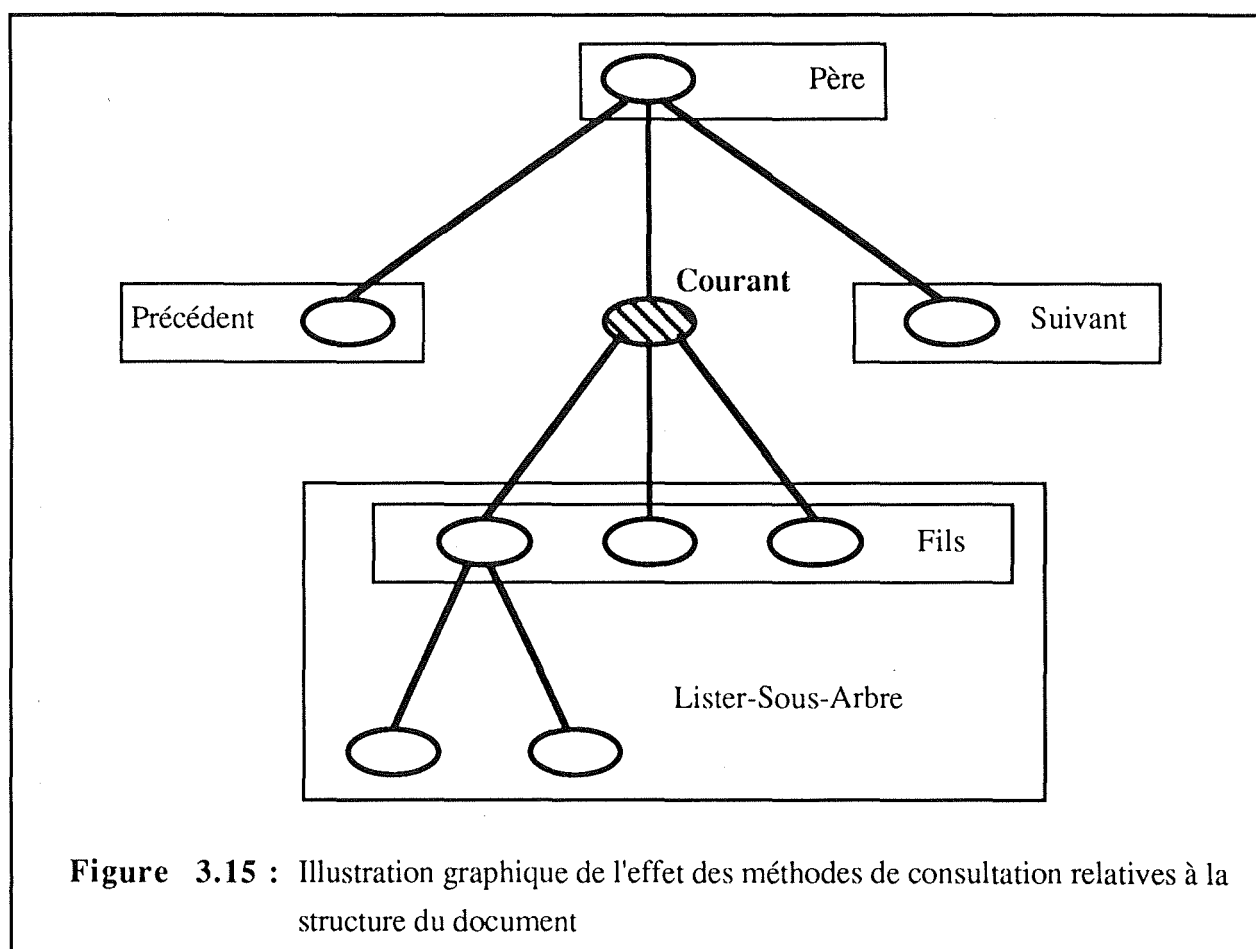 Père
Courant
Précédent
Suivant
Fils
Lister-Sous-Arbre
Figure 3.15 : Illustration graphique de l'effet des méthodes de consultation relatives à la
structure du document